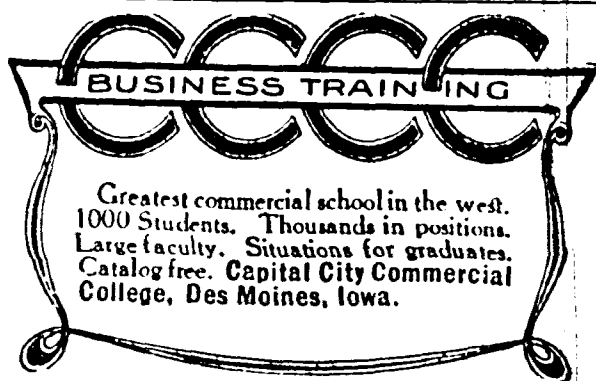 CCCC
BUSINESS TRAINING
Greatest commercial school in the west.
1000 Students. Thousands in positions.
Large faculty. Situations for graduates.
Catalog free. Capital City Commercial
College, Des Moines, Iowa.